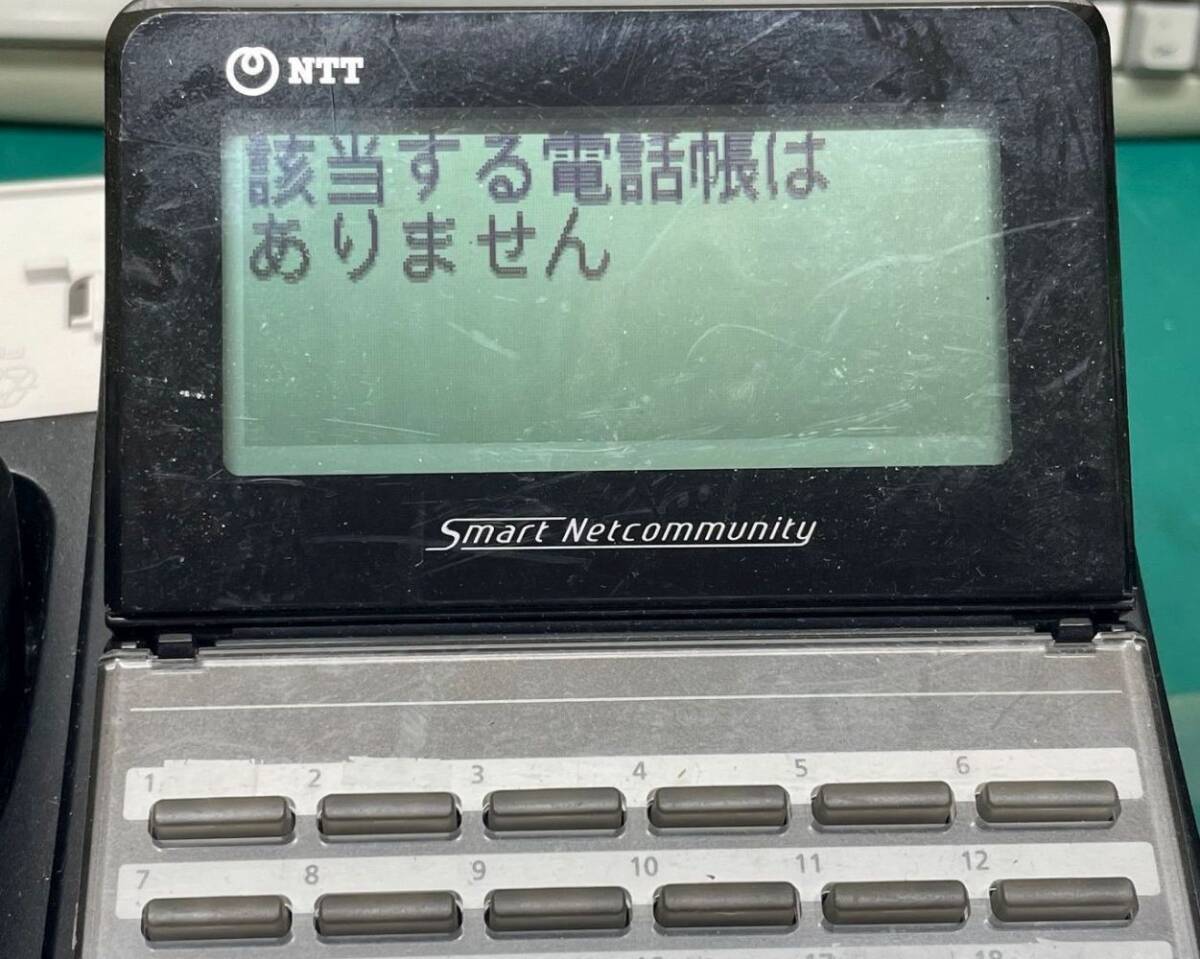 NTT
該当する電話帳は
ありません
Smart Netcommunity
1 2 3 4 5 6
7 8 9 10 11 12